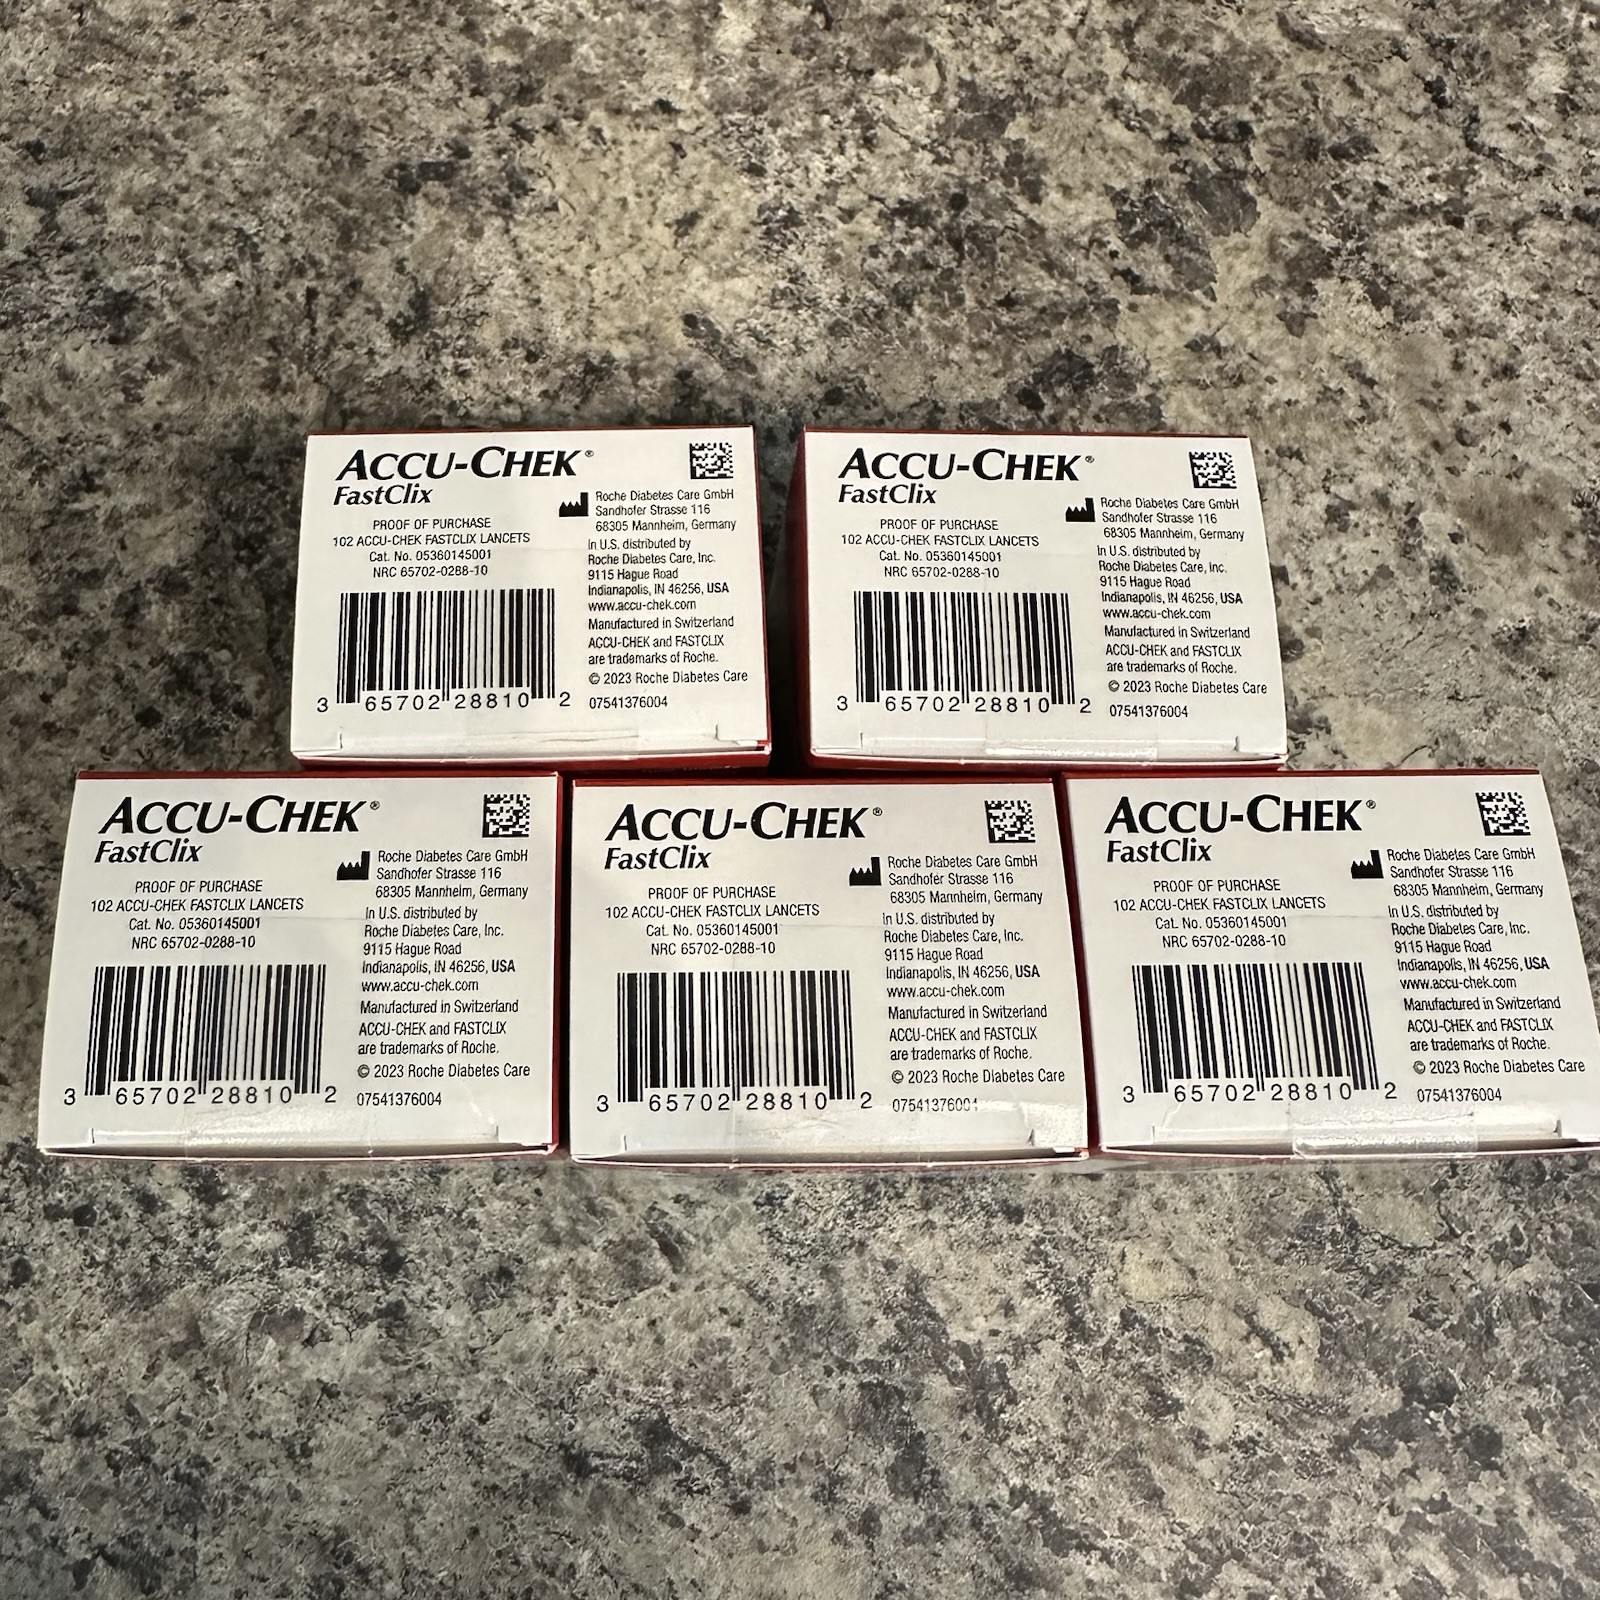 ACCU-CHEK®
FastClix
PROOF OF PURCHASE
102 ACCU-CHEK FASTCLIX LANCETS
Cat. No. 05360145001
NRC 65702-0288-10
3 65702 28810 2
Roche Diabetes Care GmbH
Sandhofer Strasse 116
68305 Mannheim, Germany
In U.S. distributed by
Roche Diabetes Care, Inc.
9115 Hague Road
Indianapolis, IN 46256, USA
www.accu-chek.com
Manufactured in Switzerland
ACCU-CHEK and FASTCLIX
are trademarks of Roche.
© 2023 Roche Diabetes Care
07541376004
ACCU-CHEK®
FastClix
PROOF OF PURCHASE
102 ACCU-CHEK FASTCLIX LANCETS
Cat. No. 05360145001
NRC 65702-0288-10
3 65702 28810 2
Roche Diabetes Care GmbH
Sandhofer Strasse 116
68305 Mannheim, Germany
In U.S. distributed by
Roche Diabetes Care, Inc.
9115 Hague Road
Indianapolis, IN 46256, USA
www.accu-chek.com
Manufactured in Switzerland
ACCU-CHEK and FASTCLIX
are trademarks of Roche.
© 2023 Roche Diabetes Care
07541376004
ACCU-CHEK®
FastClix
PROOF OF PURCHASE
102 ACCU-CHEK FASTCLIX LANCETS
Cat. No. 05360145001
NRC 65702-0288-10
3 65702 28810 2
Roche Diabetes Care GmbH
Sandhofer Strasse 116
68305 Mannheim, Germany
In U.S. distributed by
Roche Diabetes Care, Inc.
9115 Hague Road
Indianapolis, IN 46256, USA
www.accu-chek.com
Manufactured in Switzerland
ACCU-CHEK and FASTCLIX
are trademarks of Roche.
© 2023 Roche Diabetes Care
07541376004
ACCU-CHEK®
FastClix
PROOF OF PURCHASE
102 ACCU-CHEK FASTCLIX LANCETS
Cat. No. 05360145001
NRC 65702-0288-10
3 65702 28810 2
Roche Diabetes Care GmbH
Sandhofer Strasse 116
68305 Mannheim, Germany
In U.S. distributed by
Roche Diabetes Care, Inc.
9115 Hague Road
Indianapolis, IN 46256, USA
www.accu-chek.com
Manufactured in Switzerland
ACCU-CHEK and FASTCLIX
are trademarks of Roche.
© 2023 Roche Diabetes Care
07541376004
ACCU-CHEK®
FastClix
PROOF OF PURCHASE
102 ACCU-CHEK FASTCLIX LANCETS
Cat. No. 05360145001
NRC 65702-0288-10
3 65702 28810 2
Roche Diabetes Care GmbH
Sandhofer Strasse 116
68305 Mannheim, Germany
In U.S. distributed by
Roche Diabetes Care, Inc.
9115 Hague Road
Indianapolis, IN 46256, USA
www.accu-chek.com
Manufactured in Switzerland
ACCU-CHEK and FASTCLIX
are trademarks of Roche.
© 2023 Roche Diabetes Care
07541376004